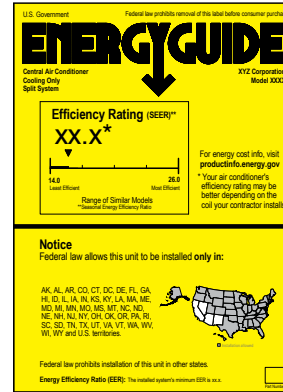 U.S. Government Federal law prohibits removal of this label before consumer purcha
ENERGYGUIDE
Central Air Conditioner
Cooling Only
Split System
XYZ Corporation
Model XXXX
Efficiency Rating (SEER)**
XX.X*
14.0 26.0
Least Efficient Most Efficient
Range of Similar Models
**Seasonal Energy Efficiency Ratio
For energy cost info, visit
productinfo.energy.gov
* Your air conditioner's
efficiency rating may be
better depending on the
coil your contractor installs
Notice
Federal law allows this unit to be installed only in:
AK, AL, AR, CO, CT, DC, DE, FL, GA,
HI, ID, IL, IA, IN, KS, KY, LA, MA, ME,
MD, MI, MN, MO, MS, MT, NC, ND,
NE, NH, NJ, NY, OH, OK, OR, PA, RI,
SC, SD, TN, TX, UT, VA, VT, WA, WV,
WI, WY and U.S. territories.
Federal law prohibits installation of this unit in other states.
Energy Efficiency Ratio (EER): The installed system's minimum EER is xx.x.